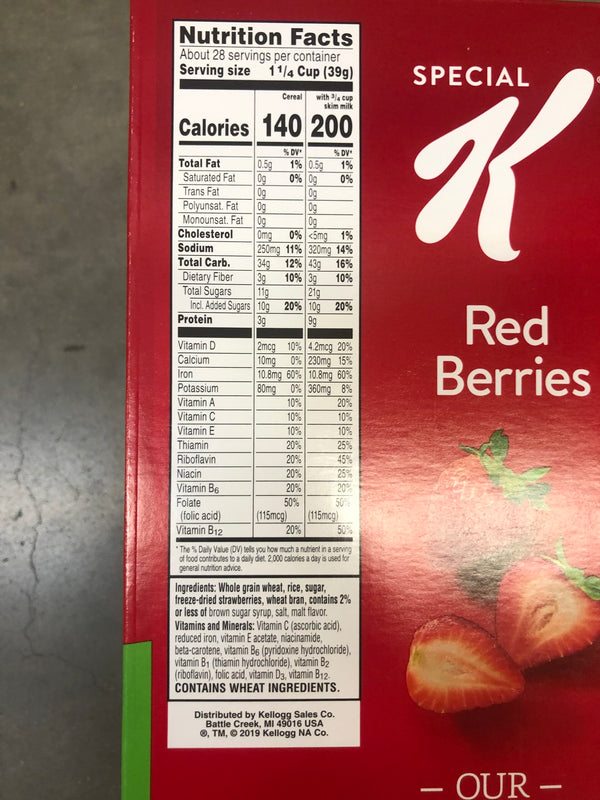 Nutrition Facts
About 28 servings per container
Serving size 1 1/4 Cup (39g)
Cereal with 3/4 cup skim milk
Calories 140 200
% DV* % DV*
Total Fat 0.5g 1% 0.5g 1%
Saturated Fat 0g 0% 0g 0%
Trans Fat 0g 0g
Polyunsat. Fat 0g 0g
Monounsat. Fat 0g 0g
Cholesterol 0mg 0% <5mg 1%
Sodium 250mg 11% 320mg 14%
Total Carb. 34g 12% 43g 16%
Dietary Fiber 3g 10% 3g 10%
Total Sugars 11g 21g
Incl. Added Sugars 10g 20% 10g 20%
Protein 3g 9g
Vitamin D 2mcg 10% 4.2mcg 20%
Calcium 10mg 0% 230mg 15%
Iron 10.8mg 60% 10.8mg 60%
Potassium 80mg 0% 360mg 8%
Vitamin A 10% 20%
Vitamin C 10% 10%
Vitamin E 10% 10%
Thiamin 20% 25%
Riboflavin 20% 45%
Niacin 20% 25%
Vitamin B6 20% 20%
Folate 50% 50%
(folic acid) (115mcg) (115mcg)
Vitamin B12 20% 50%
* The % Daily Value (DV) tells you how much a nutrient in a serving
of food contributes to a daily diet. 2,000 calories a day is used for
general nutrition advice.
Ingredients: Whole grain wheat, rice, sugar,
freeze-dried strawberries, wheat bran, contains 2%
or less of brown sugar syrup, salt, malt flavor.
Vitamins and Minerals: Vitamin C (ascorbic acid),
reduced iron, vitamin E acetate, niacinamide,
beta-carotene, vitamin B6 (pyridoxine hydrochloride),
vitamin B1 (thiamin hydrochloride), vitamin B2
(riboflavin), folic acid, vitamin D3, vitamin B12.
CONTAINS WHEAT INGREDIENTS.
Distributed by Kellogg Sales Co.
Battle Creek, MI 49016 USA
®, TM, © 2019 Kellogg NA Co.
SPECIAL
K
Red
Berries
– OUR –